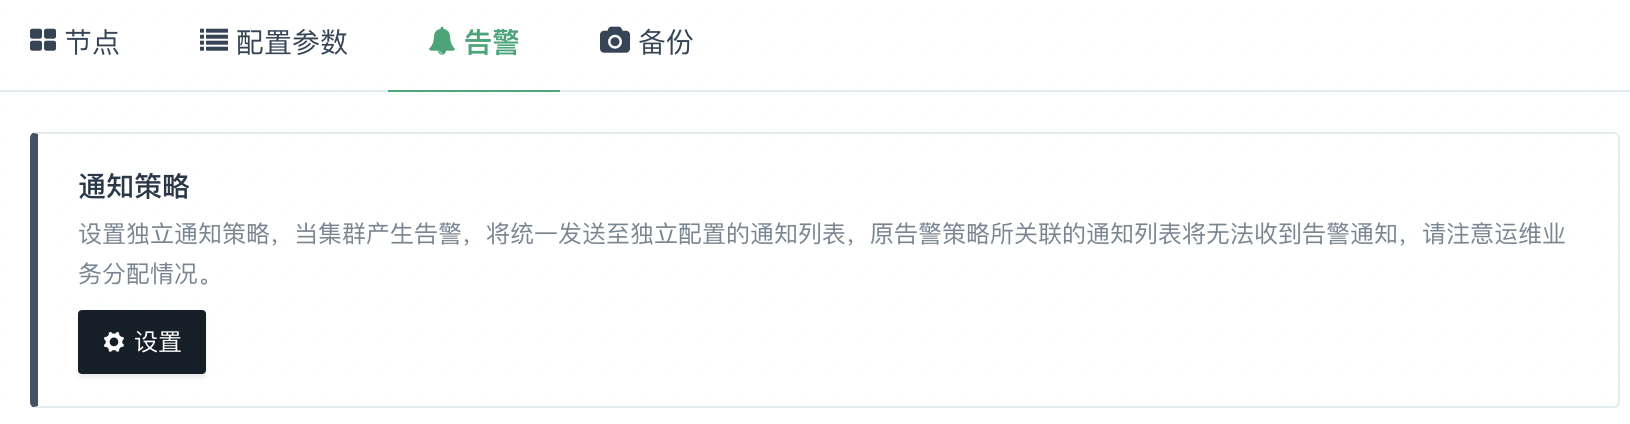 节点 配置参数 告警 备份
通知策略
设置独立通知策略，当集群产生告警，将统一发送至独立配置的通知列表，原告警策略所关联的通知列表将无法收到告警通知，请注意运维业
务分配情况。
设置